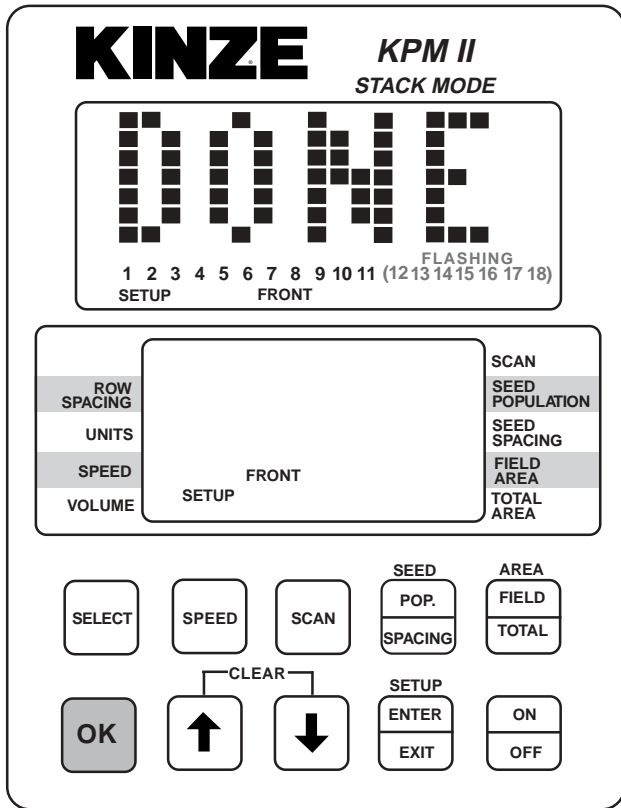 KINZE® KPM II
STACK MODE
DONE
FLASHING
1 2 3 4 5 6 7 8 9 10 11 (12 13 14 15 16 17 18)
SETUP FRONT
SCAN
ROW SPACING
SEED POPULATION
UNITS
SEED SPACING
SPEED
FRONT
FIELD AREA
SETUP
VOLUME
TOTAL AREA
SEED AREA
SELECT
SPEED
SCAN
POP.
SPACING
FIELD
TOTAL
CLEAR
SETUP
OK
ENTER
EXIT
ON
OFF